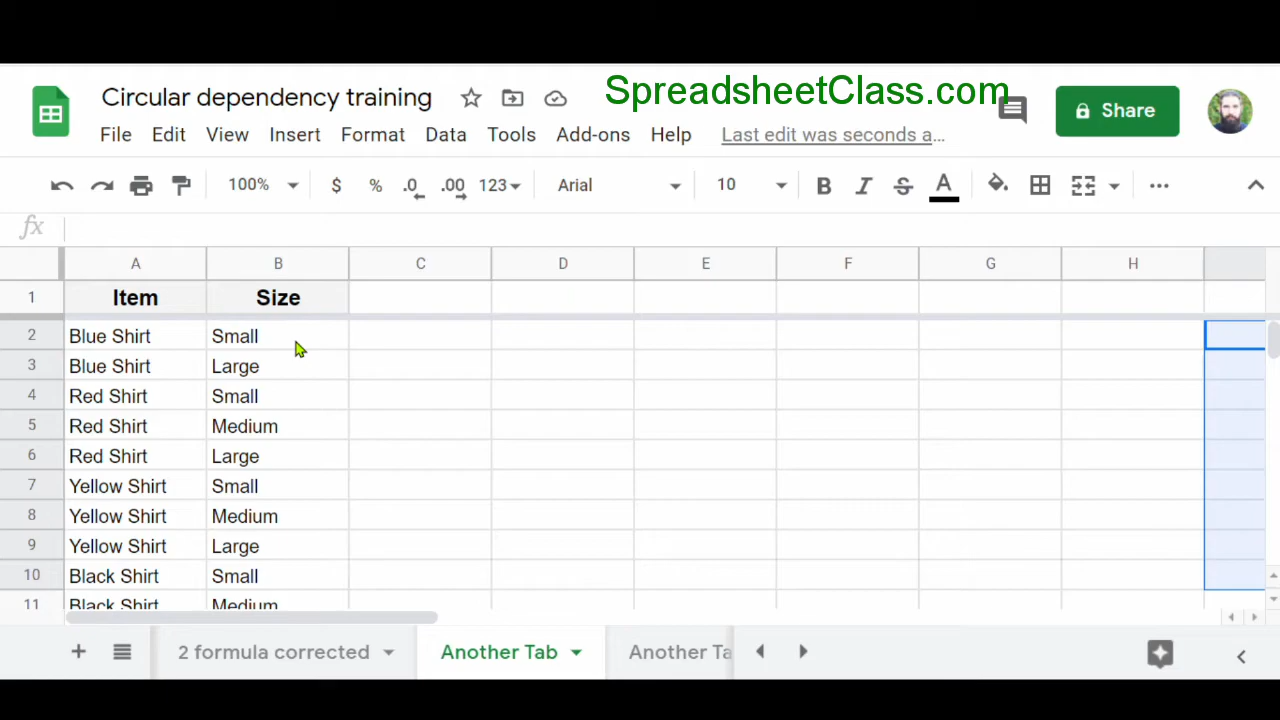 SpreadsheetClass.com
Circular dependency training
Share
File Edit View Insert Format Data Tools Add-ons Help Last edit was seconds a...
100% $ % .0 .00 123 Arial 10 B I S A
fx
A B C D E F G H
1 Item Size
2 Blue Shirt Small
3 Blue Shirt Large
4 Red Shirt Small
5 Red Shirt Medium
6 Red Shirt Large
7 Yellow Shirt Small
8 Yellow Shirt Medium
9 Yellow Shirt Large
10 Black Shirt Small
11 Black Shirt Medium
2 formula corrected Another Tab Another Ta